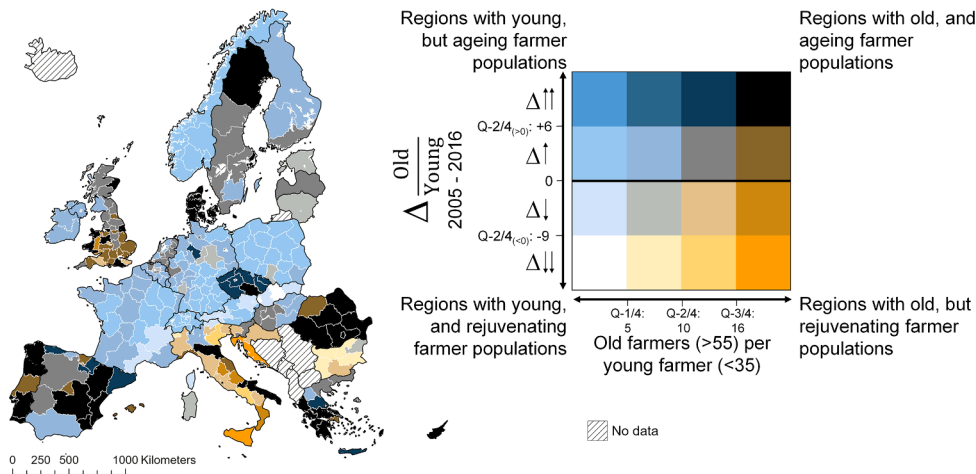 Regions with young,
but ageing farmer
populations
Regions with old, and
ageing farmer
populations
Δ⇈
Q-2/4(>0): +6
Δ↑
0
Δ↓
Q-2/4(<0): -9
Δ⇊
Δ Old
Young
2005 - 2016
Regions with young,
and rejuvenating
farmer populations
Q-1/4:
5
Q-2/4:
10
Q-3/4:
16
Old farmers (>55) per
young farmer (<35)
Regions with old, but
rejuvenating farmer
populations
No data
0 250 500 1000 Kilometers